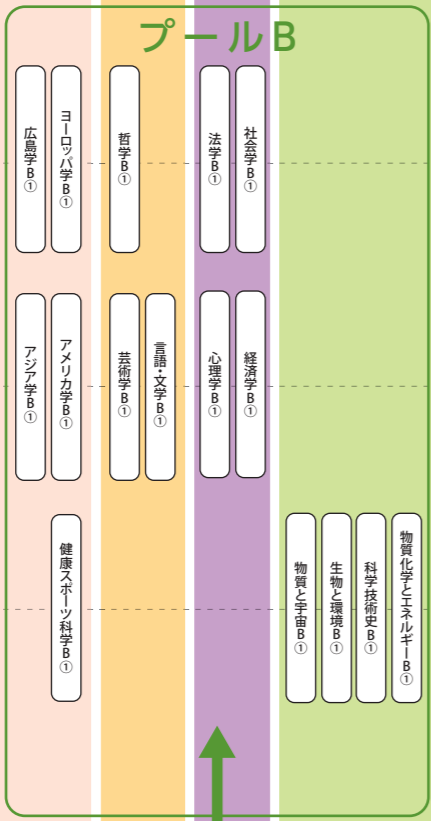 プールB
社会学B①
法学B①
哲学B①
ヨーロッパ学B①
広島学B①
経済学B①
心理学B①
言語・文学B①
芸術学B①
アメリカ学B①
アジア学B①
物質化学とエネルギーB①
科学技術史B①
生物と環境B①
物質と宇宙B①
健康スポーツ科学B①